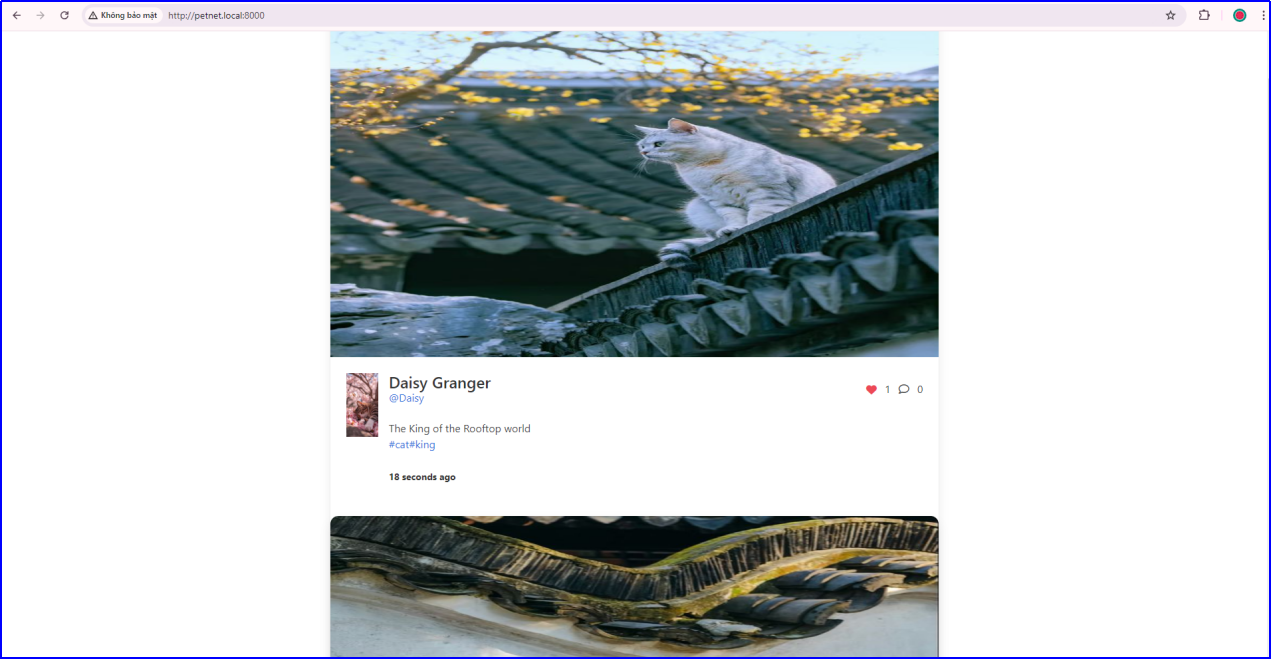 Không bảo mật http://petnet.local:8000
Daisy Granger
@Daisy
1 0
The King of the Rooftop world
#cat#king
18 seconds ago